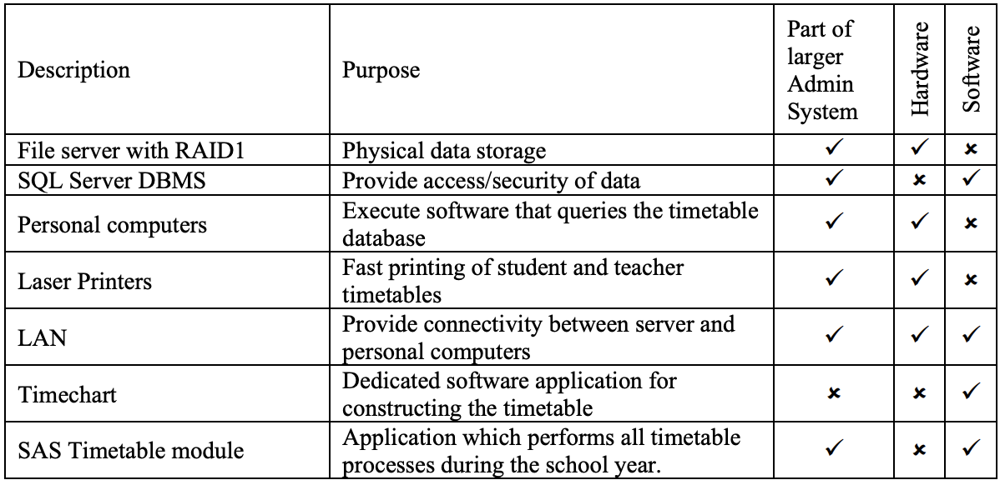 Description
Purpose
Part of
larger
Admin
System
Hardware
Software
File server with RAID1
Physical data storage
✓ ✓ ✗
SQL Server DBMS
Provide access/security of data
✓ ✗ ✓
Personal computers
Execute software that queries the timetable
database
✓ ✓ ✗
Laser Printers
Fast printing of student and teacher
timetables
✓ ✓ ✗
LAN
Provide connectivity between server and
personal computers
✓ ✓ ✓
Timechart
Dedicated software application for
constructing the timetable
✗ ✗ ✓
SAS Timetable module
Application which performs all timetable
processes during the school year.
✓ ✗ ✓